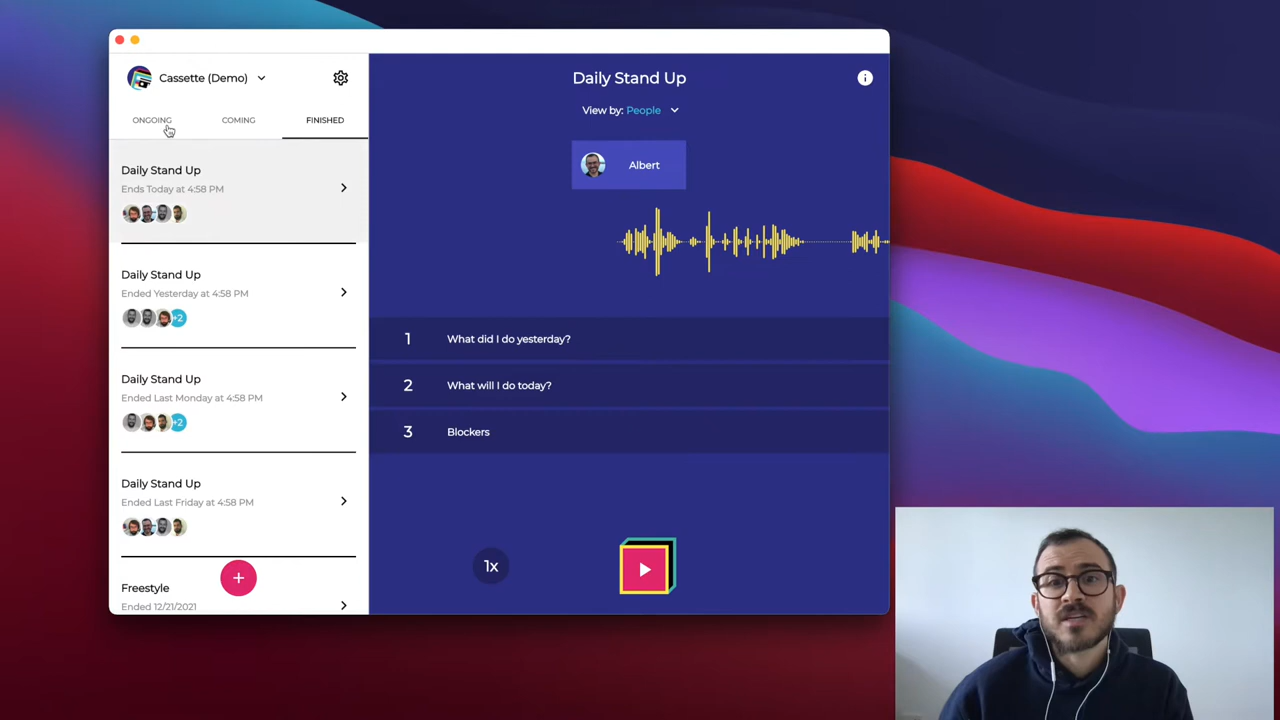 Cassette (Demo)
ONGOING
COMING
FINISHED
Daily Stand Up
Ends Today at 4:58 PM
Daily Stand Up
Ended Yesterday at 4:58 PM
+2
Daily Stand Up
Ended Last Monday at 4:58 PM
+2
Daily Stand Up
Ended Last Friday at 4:58 PM
Freestyle
Ended 12/21/2021
+
Daily Stand Up
i
View by: People
Albert
1 What did I do yesterday?
2 What will I do today?
3 Blockers
1x